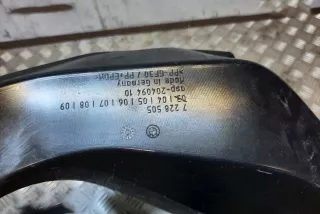 >PP-GF30 / PP+EPDM<
Made in Germany
asp-204094 10
03 | 04 | 05 | 06 | 07 | 08 | 09
7 228 505